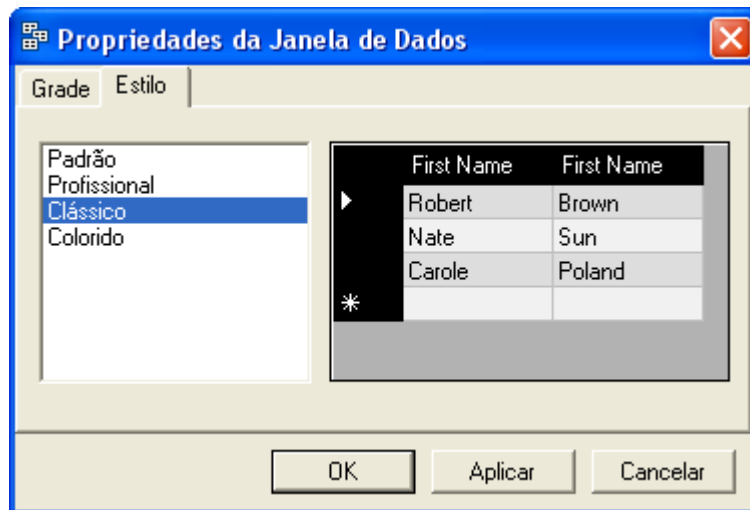 Propriedades da Janela de Dados
Grade Estilo
Padrão
Profissional
Clássico
Colorido
First Name First Name
Robert Brown
Nate Sun
Carole Poland
OK Aplicar Cancelar